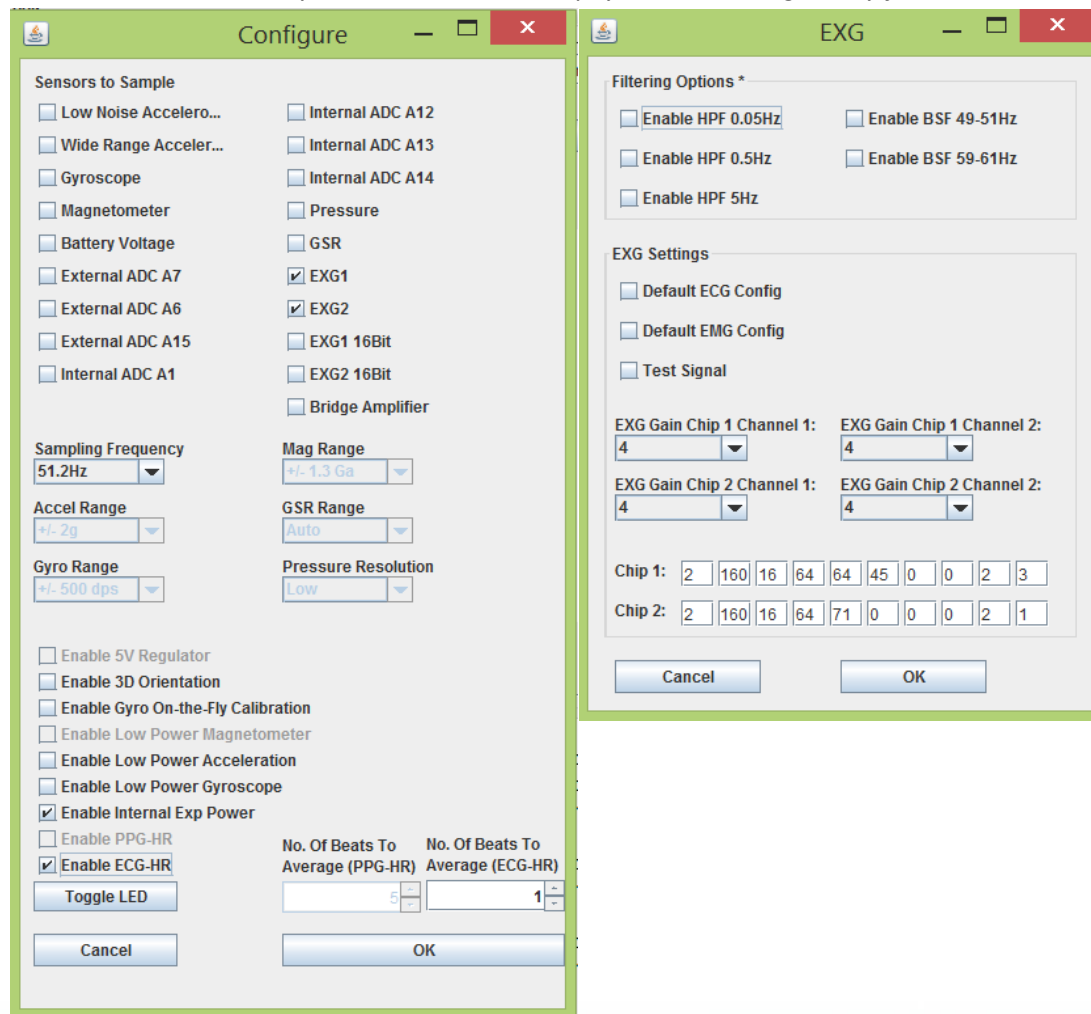 Configure
Sensors to Sample
Low Noise Accelero...
Internal ADC A12
Wide Range Acceler...
Internal ADC A13
Gyroscope
Internal ADC A14
Magnetometer
Pressure
Battery Voltage
GSR
External ADC A7
EXG1
External ADC A6
EXG2
External ADC A15
EXG1 16Bit
Internal ADC A1
EXG2 16Bit
Bridge Amplifier
Sampling Frequency
Mag Range
51.2Hz
+/- 1.3 Ga
Accel Range
GSR Range
+/- 2g
Auto
Gyro Range
Pressure Resolution
+/- 500 dps
Low
Enable 5V Regulator
Enable 3D Orientation
Enable Gyro On-the-Fly Calibration
Enable Low Power Magnetometer
Enable Low Power Acceleration
Enable Low Power Gyroscope
Enable Internal Exp Power
Enable PPG-HR
Enable ECG-HR
No. Of Beats To
Average (PPG-HR)
No. Of Beats To
Average (ECG-HR)
Toggle LED
5
1
Cancel
OK
EXG
Filtering Options *
Enable HPF 0.05Hz
Enable BSF 49-51Hz
Enable HPF 0.5Hz
Enable BSF 59-61Hz
Enable HPF 5Hz
EXG Settings
Default ECG Config
Default EMG Config
Test Signal
EXG Gain Chip 1 Channel 1:
EXG Gain Chip 1 Channel 2:
4
4
EXG Gain Chip 2 Channel 1:
EXG Gain Chip 2 Channel 2:
4
4
Chip 1: 2 160 16 64 64 45 0 0 2 3
Chip 2: 2 160 16 64 71 0 0 0 2 1
Cancel
OK